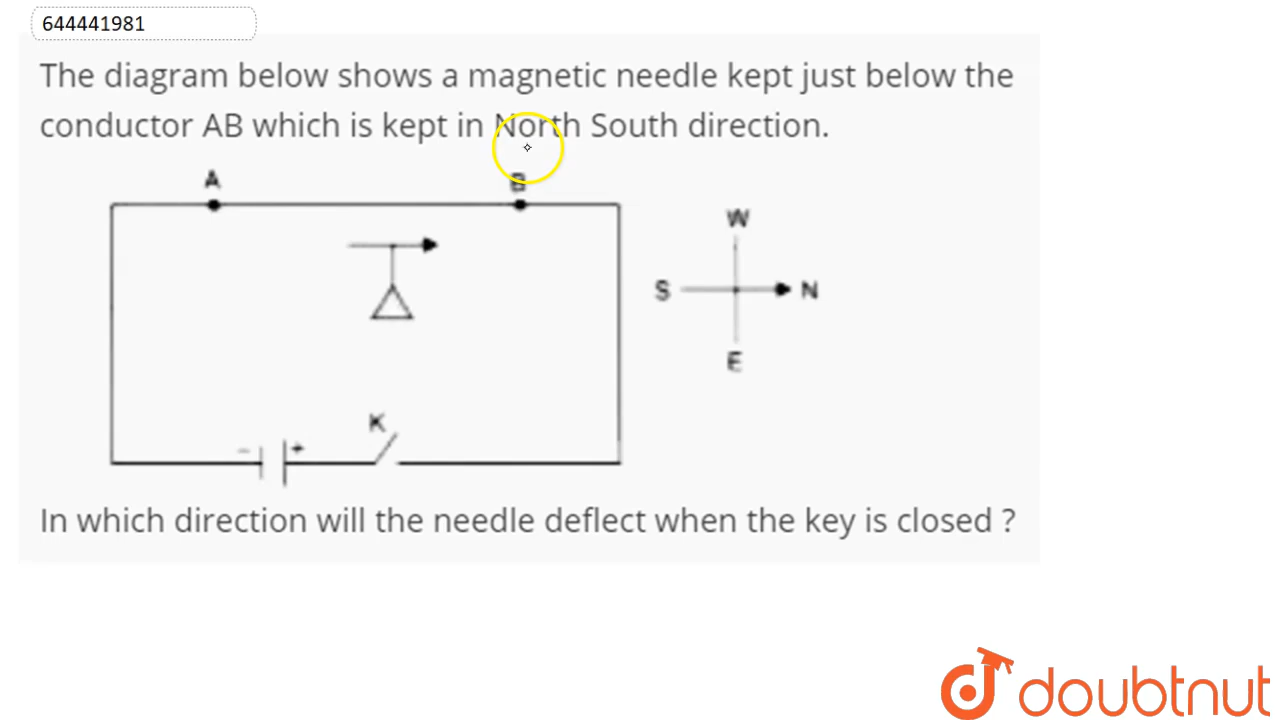 644441981
The diagram below shows a magnetic needle kept just below the
conductor AB which is kept in North South direction.
A
B
W
S
N
E
K
− +
In which direction will the needle deflect when the key is closed ?
doubtnut